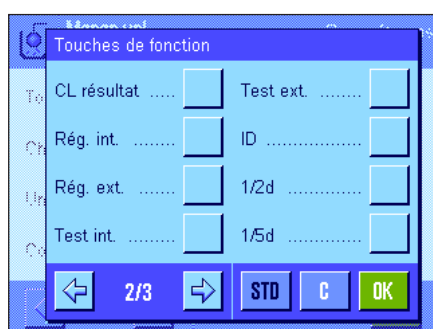 Touches de fonction
CL résultat ..... Test ext. ........
Rég. int. ........ ID ...................
Rég. ext. ....... 1/2d ...............
Test int. ......... 1/5d ...............
2/3 STD C OK